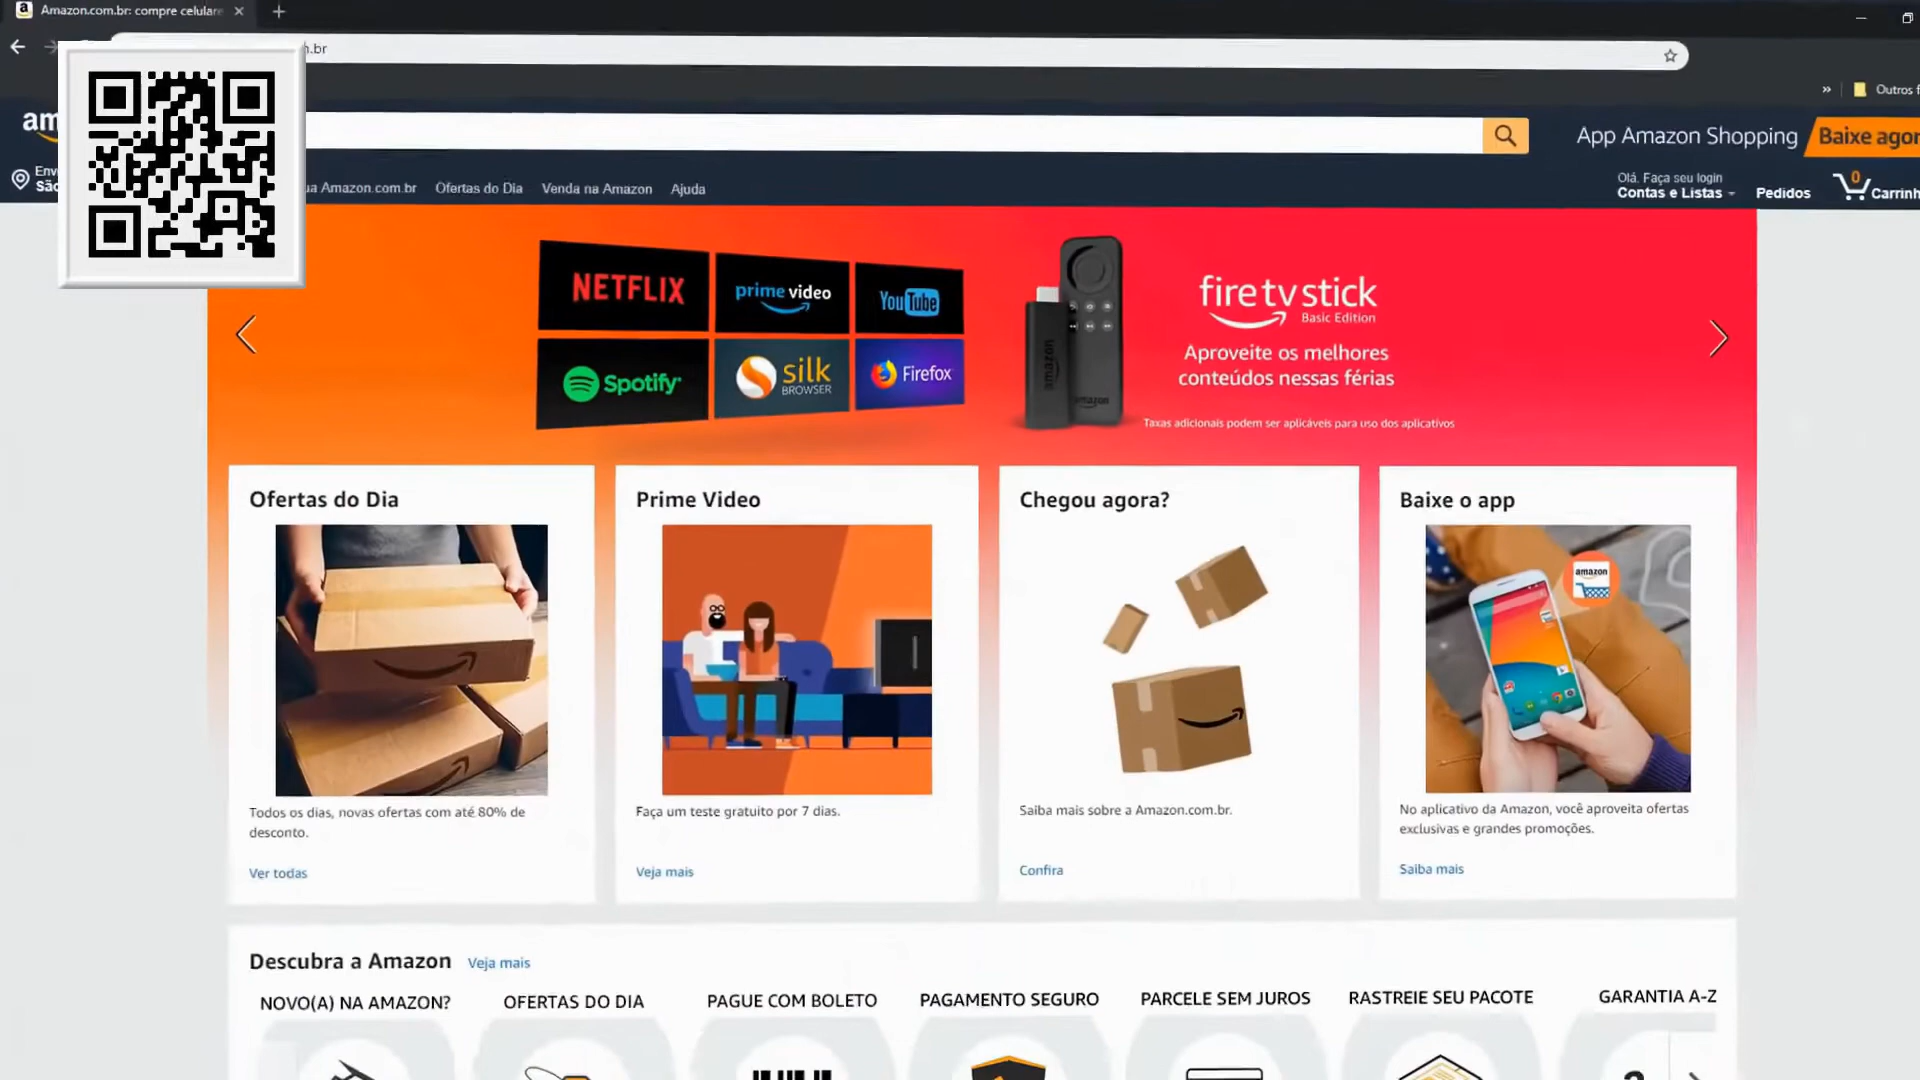 Amazon.com.br: compre celulare
.br
Outros f
am
App Amazon Shopping
Baixe agor
Env
São
ua Amazon.com.br
Ofertas do Dia
Venda na Amazon
Ajuda
Olá. Faça seu login
Contas e Listas
Pedidos
0
Carrinh
NETFLIX
prime video
YouTube
Spotify
silk
BROWSER
Firefox
amazon
amazon
fire tv stick
Basic Edition
Aproveite os melhores
conteúdos nessas férias
Taxas adicionais podem ser aplicáveis para uso dos aplicativos
Ofertas do Dia
Todos os dias, novas ofertas com até 80% de
desconto.
Ver todas
Prime Video
Faça um teste gratuito por 7 dias.
Veja mais
Chegou agora?
Saiba mais sobre a Amazon.com.br.
Confira
Baixe o app
amazon
No aplicativo da Amazon, você aproveita ofertas
exclusivas e grandes promoções.
Saiba mais
Descubra a Amazon
Veja mais
NOVO(A) NA AMAZON?
OFERTAS DO DIA
PAGUE COM BOLETO
PAGAMENTO SEGURO
PARCELE SEM JUROS
RASTREIE SEU PACOTE
GARANTIA A-Z